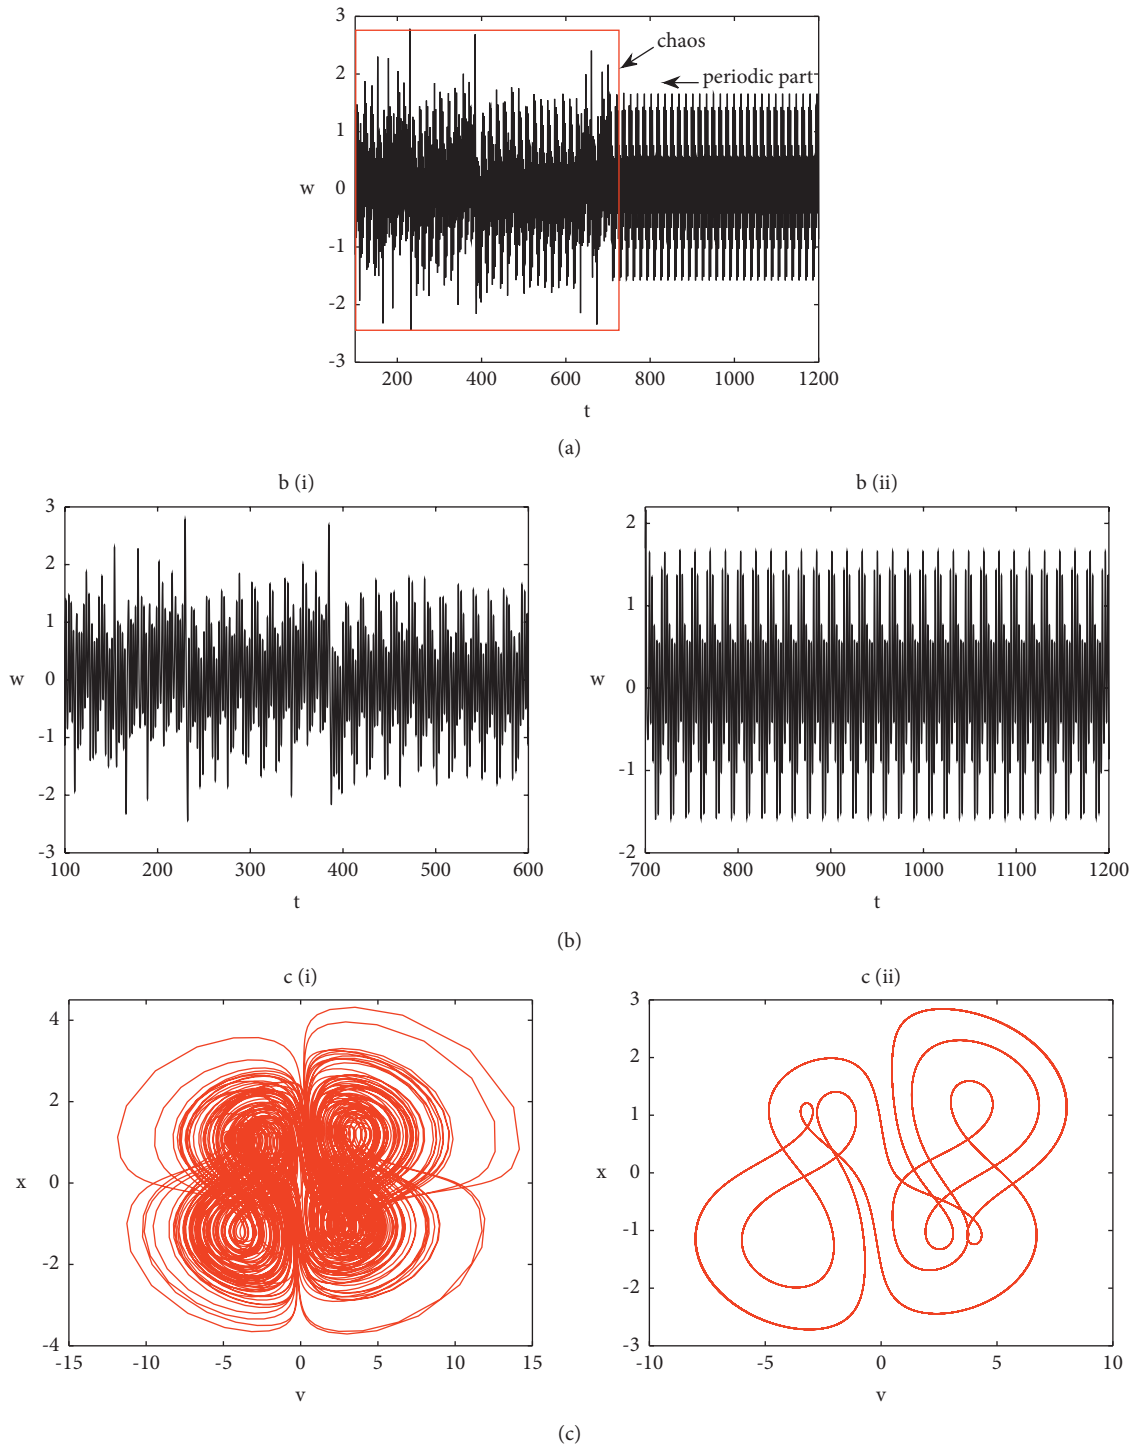 3
chaos
2
periodic part
1
w 0
-1
-2
-3
200 400 600 800 1000 1200
t
(a)
b (i)
3
2
1
w 0
-1
-2
-3
100 200 300 400 500 600
t
b (ii)
2
1
w 0
-1
-2
700 800 900 1000 1100 1200
t
(b)
c (i)
4
2
x 0
-2
-4
-15 -10 -5 0 5 10 15
v
c (ii)
3
2
1
x 0
-1
-2
-3
-10 -5 0 5 10
v
(c)